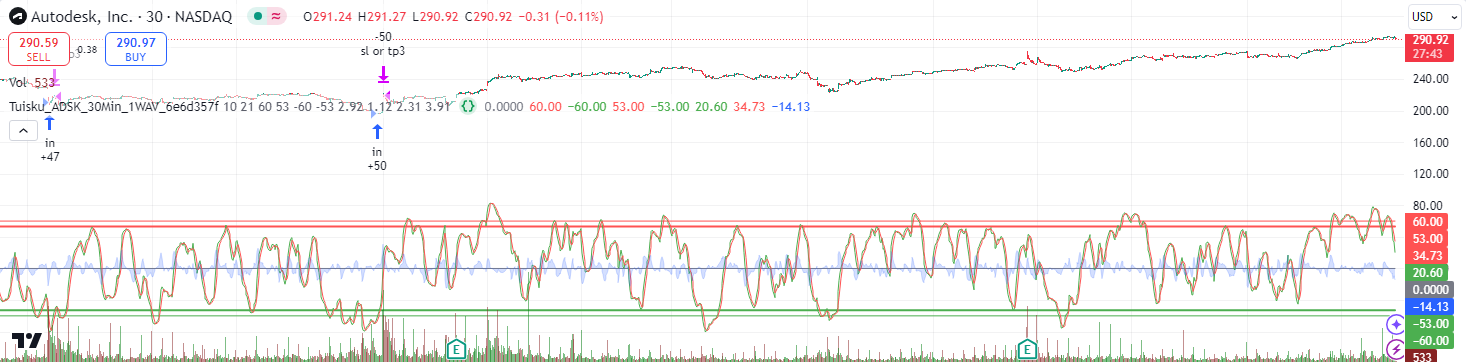 Autodesk, Inc. · 30 · NASDAQ O291.24 H291.27 L290.92 C290.92 −0.31 (−0.11%)
USD
290.59
SELL
0.38
290.97
BUY
-50
sl or tp3
290.92
27:43
Vol 533
240.00
Tuisku_ADSK_30Min_1WAV_6e6d357f 10 21 60 53 -60 -53 2.92 1.12 2.31 3.91 {} 0.0000 60.00 −60.00 53.00 −53.00 20.60 34.73 −14.13
200.00
in
+47
in
+50
160.00
120.00
80.00
60.00
53.00
34.73
20.60
0.0000
−14.13
−53.00
−60.00
533
E
E